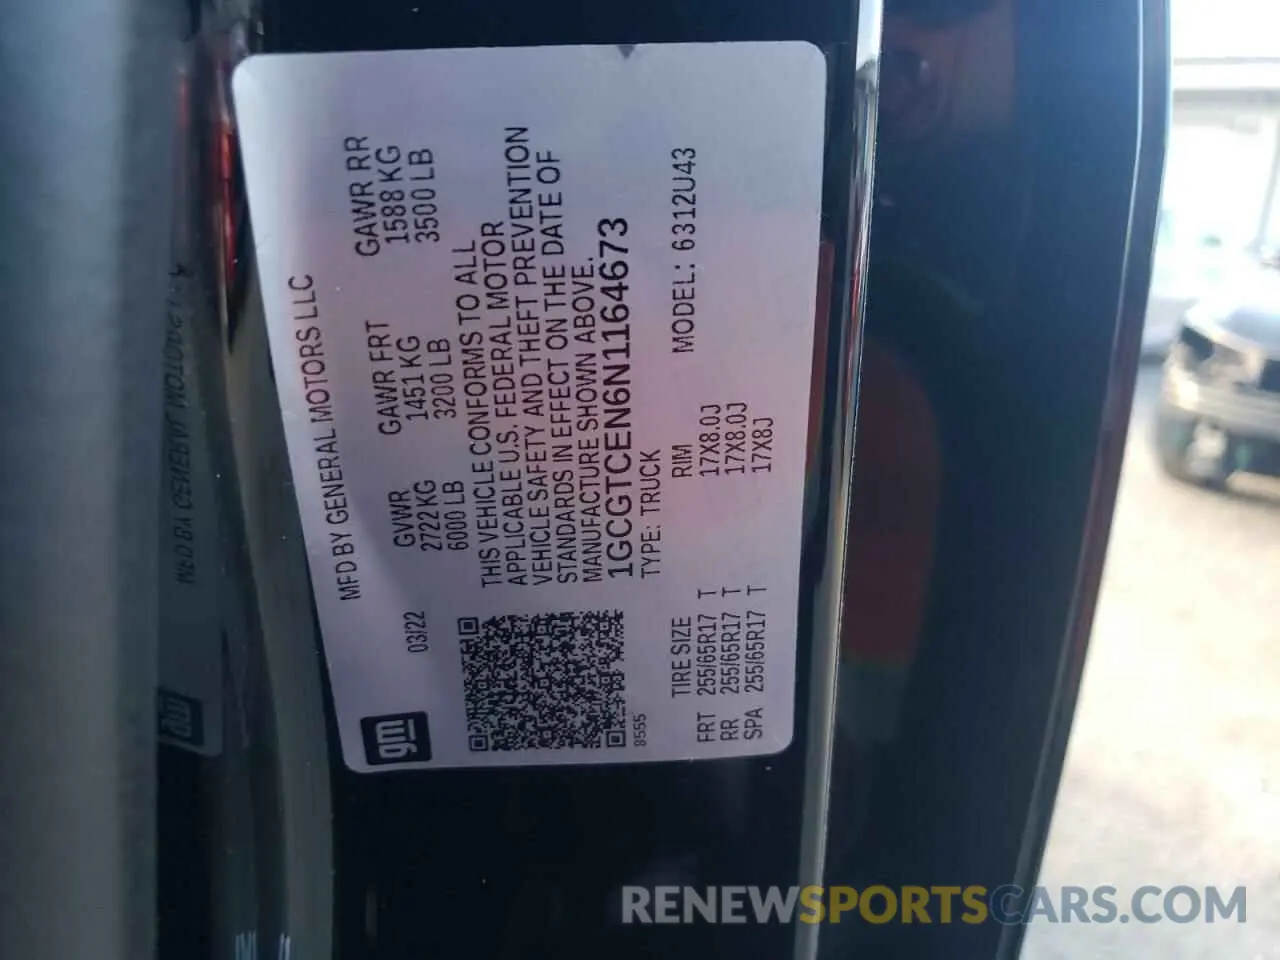 MFD BY GENERAL MOTORS LLC
gm
03/22
GVWR GAWR FRT GAWR RR
2722 KG 1451 KG 1588 KG
6000 LB 3200 LB 3500 LB
THIS VEHICLE CONFORMS TO ALL
APPLICABLE U.S. FEDERAL MOTOR
VEHICLE SAFETY AND THEFT PREVENTION
STANDARDS IN EFFECT ON THE DATE OF
MANUFACTURE SHOWN ABOVE.
1GCGTCEN6N1164673
8555
TYPE: TRUCK
MODEL: 6312U43
TIRE SIZE RIM
FRT 255/65R17 T 17X8.0J
RR 255/65R17 T 17X8.0J
SPA 255/65R17 T 17X8J
RENEWSPORTSCARS.COM